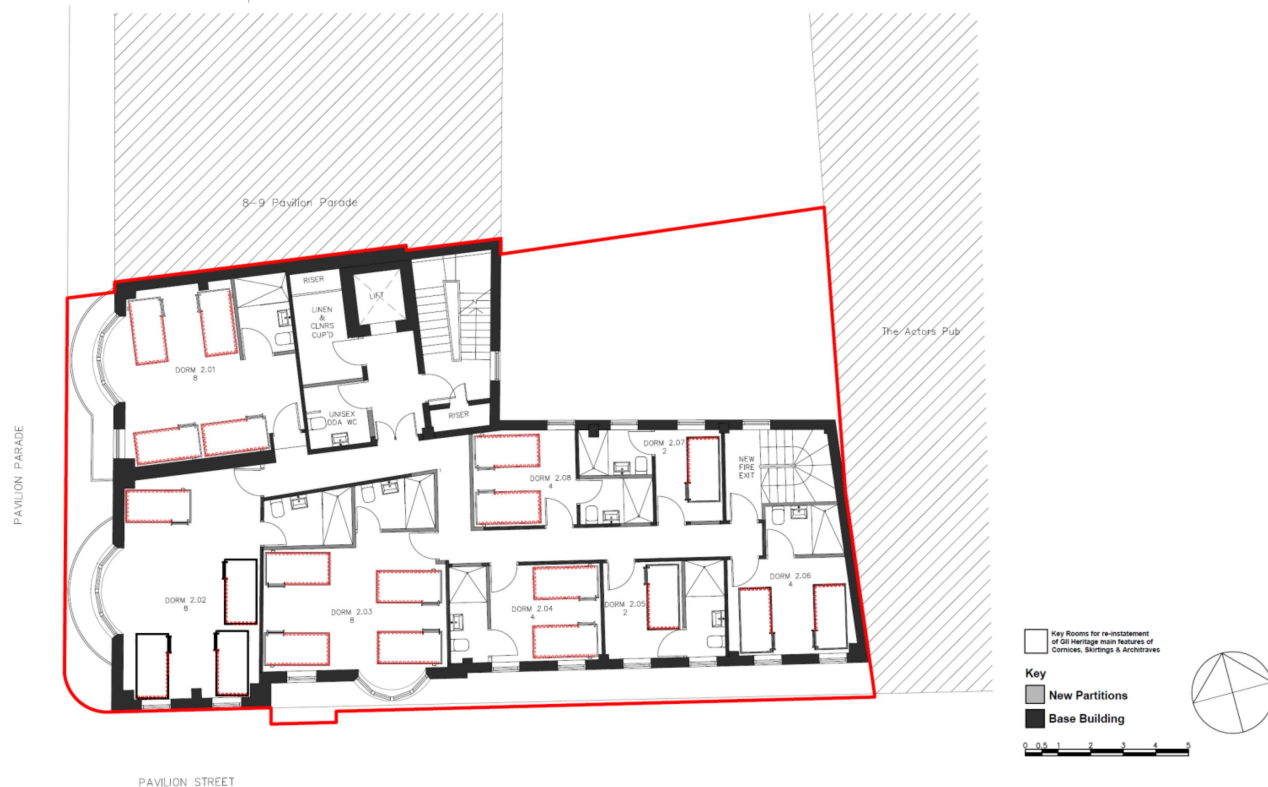 8-9 Pavilion Parade
The Actors Pub
PAVILION PARADE
PAVILION STREET
RISER
LINEN
&
CLNRS
CUP'D
LIFT
DORM 2.01
8
UNISEX
DDA WC
RISER
DORM 2.02
8
DORM 2.03
8
DORM 2.08
4
DORM 2.07
2
NEW
FIRE
EXIT
DORM 2.04
4
DORM 2.05
2
DORM 2.06
4
Key Rooms for re-instatement
of GII Heritage main features of
Cornices, Skirtings & Architraves
Key
New Partitions
Base Building
0 0.5 1 2 3 4 5